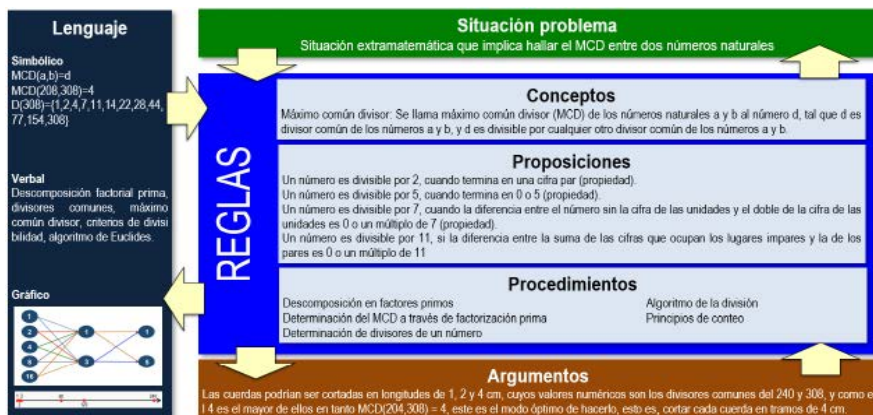 Lenguaje
Simbólico
MCD(a,b)=d
MCD(208,308)=4
D(308)={1,2,4,7,11,14,22,28,44,
77,154,308}
Verbal
Descomposición factorial prima,
divisores comunes, máximo
común divisor, criterios de divisi
bilidad, algoritmo de Euclides.
Gráfico
1
2
4
8
16
1
3
1
5
Situación problema
Situación extramatemática que implica hallar el MCD entre dos números naturales
REGLAS
Conceptos
Máximo común divisor: Se llama máximo común divisor (MCD) de los números naturales a y b al número d, tal que d es
divisor común de los números a y b, y d es divisible por cualquier otro divisor común de los números a y b.
Proposiciones
Un número es divisible por 2, cuando termina en una cifra par (propiedad).
Un número es divisible por 5, cuando termina en 0 o 5 (propiedad).
Un número es divisible por 7, cuando la diferencia entre el número sin la cifra de las unidades y el doble de la cifra de las
unidades es 0 o un múltiplo de 7 (propiedad).
Un número es divisible por 11, si la diferencia entre la suma de las cifras que ocupan los lugares impares y la de los
pares es 0 o un múltiplo de 11
Procedimientos
Descomposición en factores primos
Determinación del MCD a través de factorización prima
Determinación de divisores de un número
Algoritmo de la división
Principios de conteo
Argumentos
Las cuerdas podrían ser cortadas en longitudes de 1, 2 y 4 cm, cuyos valores numéricos son los divisores comunes del 240 y 308, y como e
l 4 es el mayor de ellos en tanto MCD(204,308) = 4, este es el modo óptimo de hacerlo, esto es, cortar cada cuerda en tramos de 4 cm.